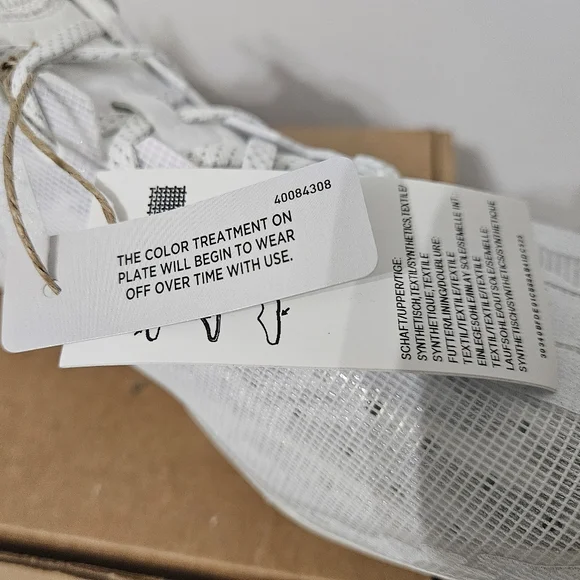 40084308
THE COLOR TREATMENT ON
PLATE WILL BEGIN TO WEAR
OFF OVER TIME WITH USE.
SCHAFT/UPPER/TIGE:
SYNTHETISCH,TEXTIL/SYNTHETICS,TEXTILE/
SYNTHETIQUE,TEXTILE
FUTTER/LINING/DOUBLURE:
TEXTIL/TEXTILE/TEXTILE
EINLEGESOHLE/INLAY SOLE/SEMELLE INT:
TEXTIL/TEXTILE/TEXTILE
LAUFSOHLE/OUTSOLE/SEMELLE:
SYNTHETISCH/SYNTHETICS/SYNTHETIQUE